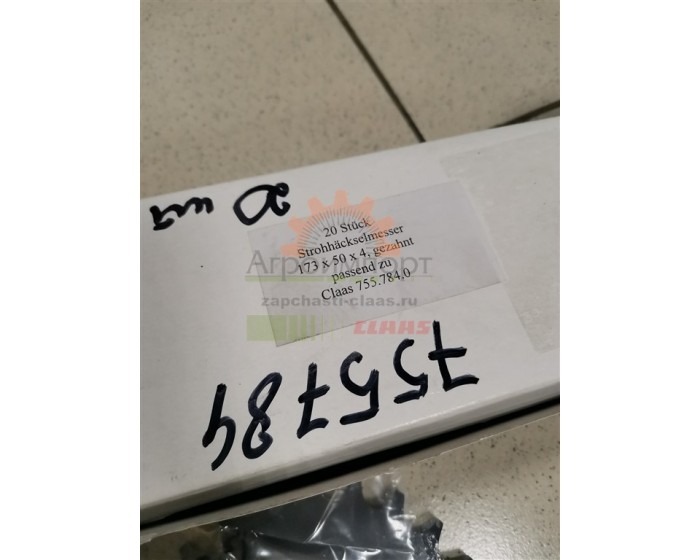 20 шт
20 Stück
Strohhäckselmesser
173 x 50 x 4, gezahnt
passend zu
Claas 755.784.0
АгроИмпорт
zapchasti-claas.ru
CLAAS
755784